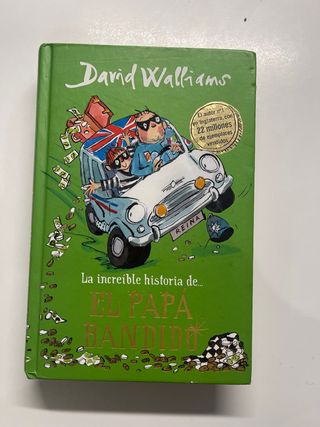 David Walliams
El autor nº1
en Inglaterra, con
22 millones
de ejemplares
vendidos
REINA
La increíble historia de...
EL PAPÁ
BANDIDO